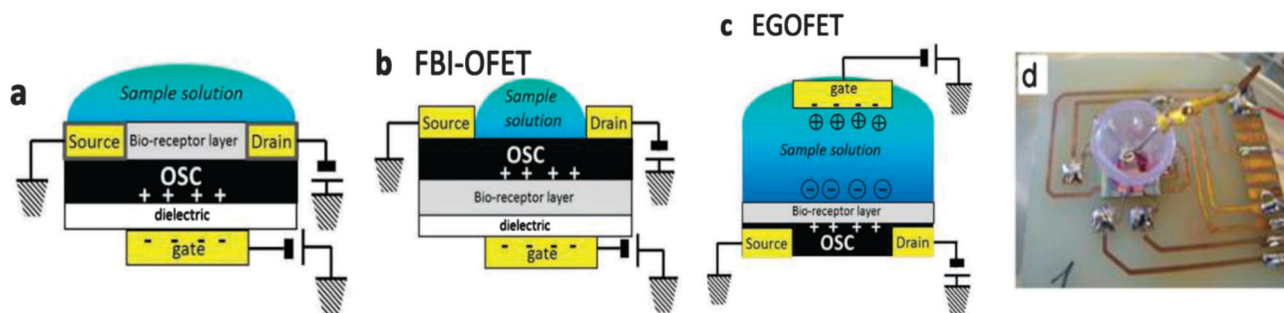 a
Sample solution
Source
Bio-receptor layer
Drain
OSC
+ + + +
dielectric
- - - -
gate
b FBI-OFET
Sample
solution
Source
Drain
OSC
+ + + +
Bio-receptor layer
dielectric
- - - -
gate
c EGOFET
gate
- - - -
⊕ ⊕ ⊕ ⊕
Sample solution
⊖ ⊖ ⊖ ⊖
Bio-receptor layer
+ + + +
Source
OSC
Drain
d
1